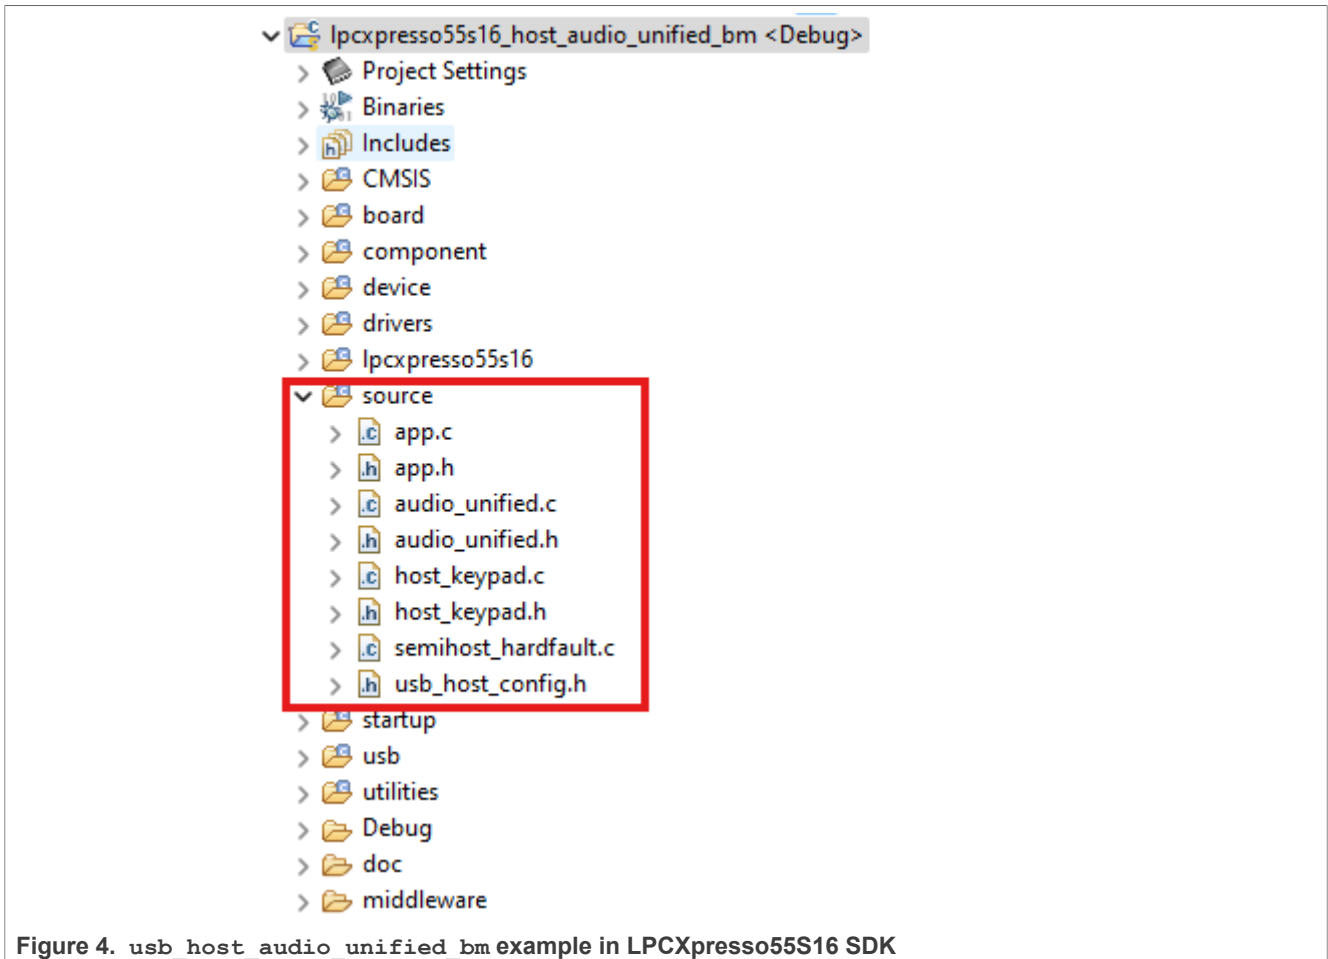 lpcxpresso55s16_host_audio_unified_bm <Debug>
Project Settings
Binaries
Includes
CMSIS
board
component
device
drivers
lpcxpresso55s16
source
app.c
app.h
audio_unified.c
audio_unified.h
host_keypad.c
host_keypad.h
semihost_hardfault.c
usb_host_config.h
startup
usb
utilities
Debug
doc
middleware
Figure 4. usb_host_audio_unified_bm example in LPCXpresso55S16 SDK